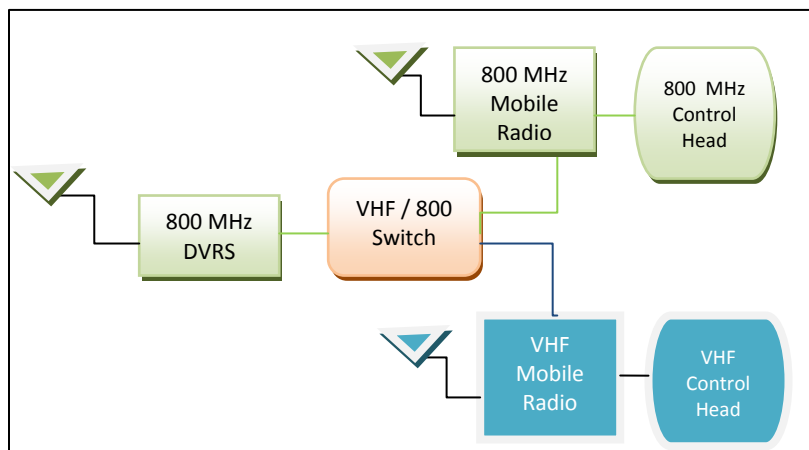 800 MHz
Mobile
Radio
800 MHz
Control
Head
800 MHz
DVRS
VHF / 800
Switch
VHF
Mobile
Radio
VHF
Control
Head